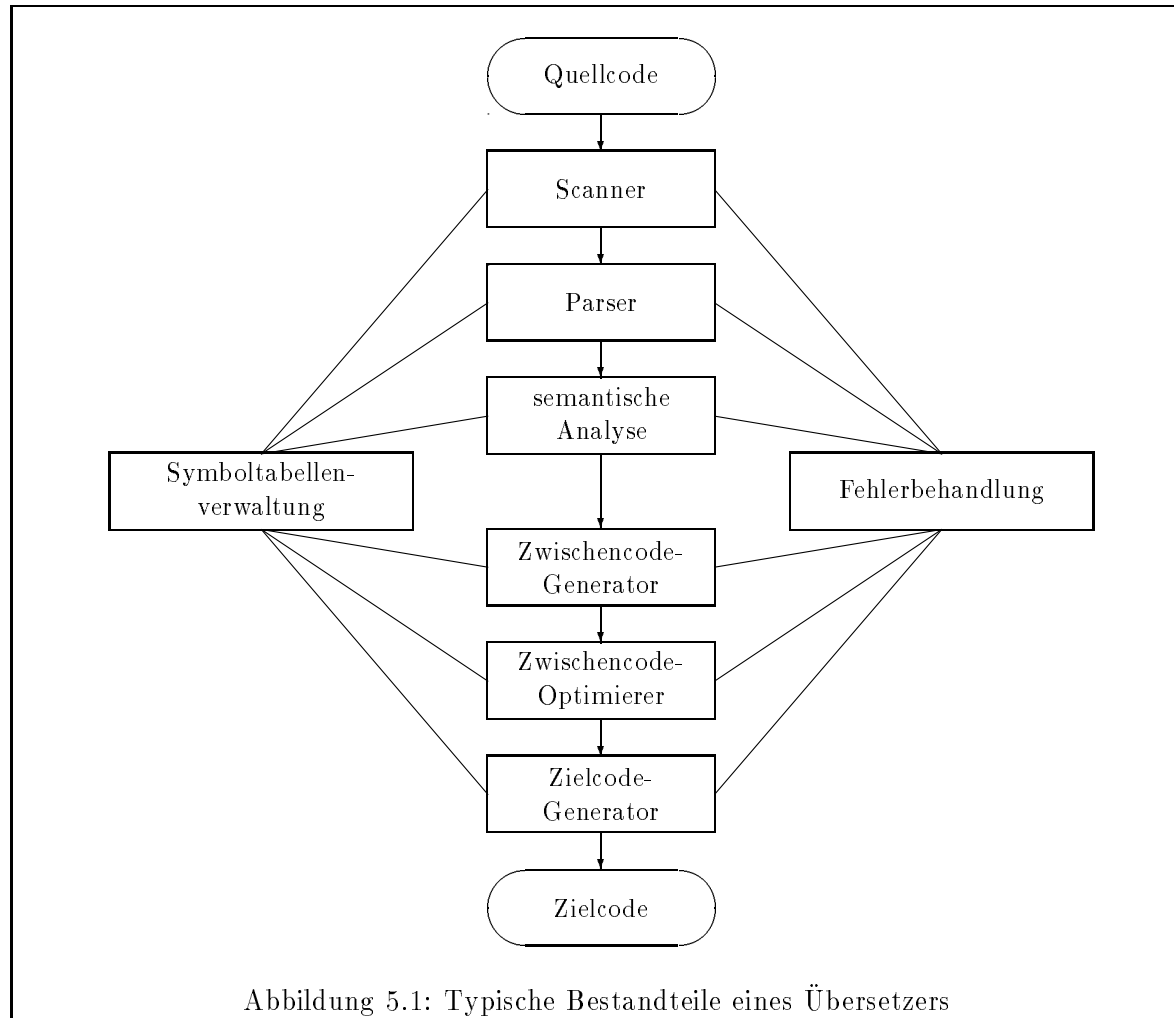 Quellcode
Scanner
Parser
semantische
Analyse
Symboltabellen-
verwaltung
Fehlerbehandlung
Zwischencode-
Generator
Zwischencode-
Optimierer
Zielcode-
Generator
Zielcode
Abbildung 5.1: Typische Bestandteile eines Übersetzers